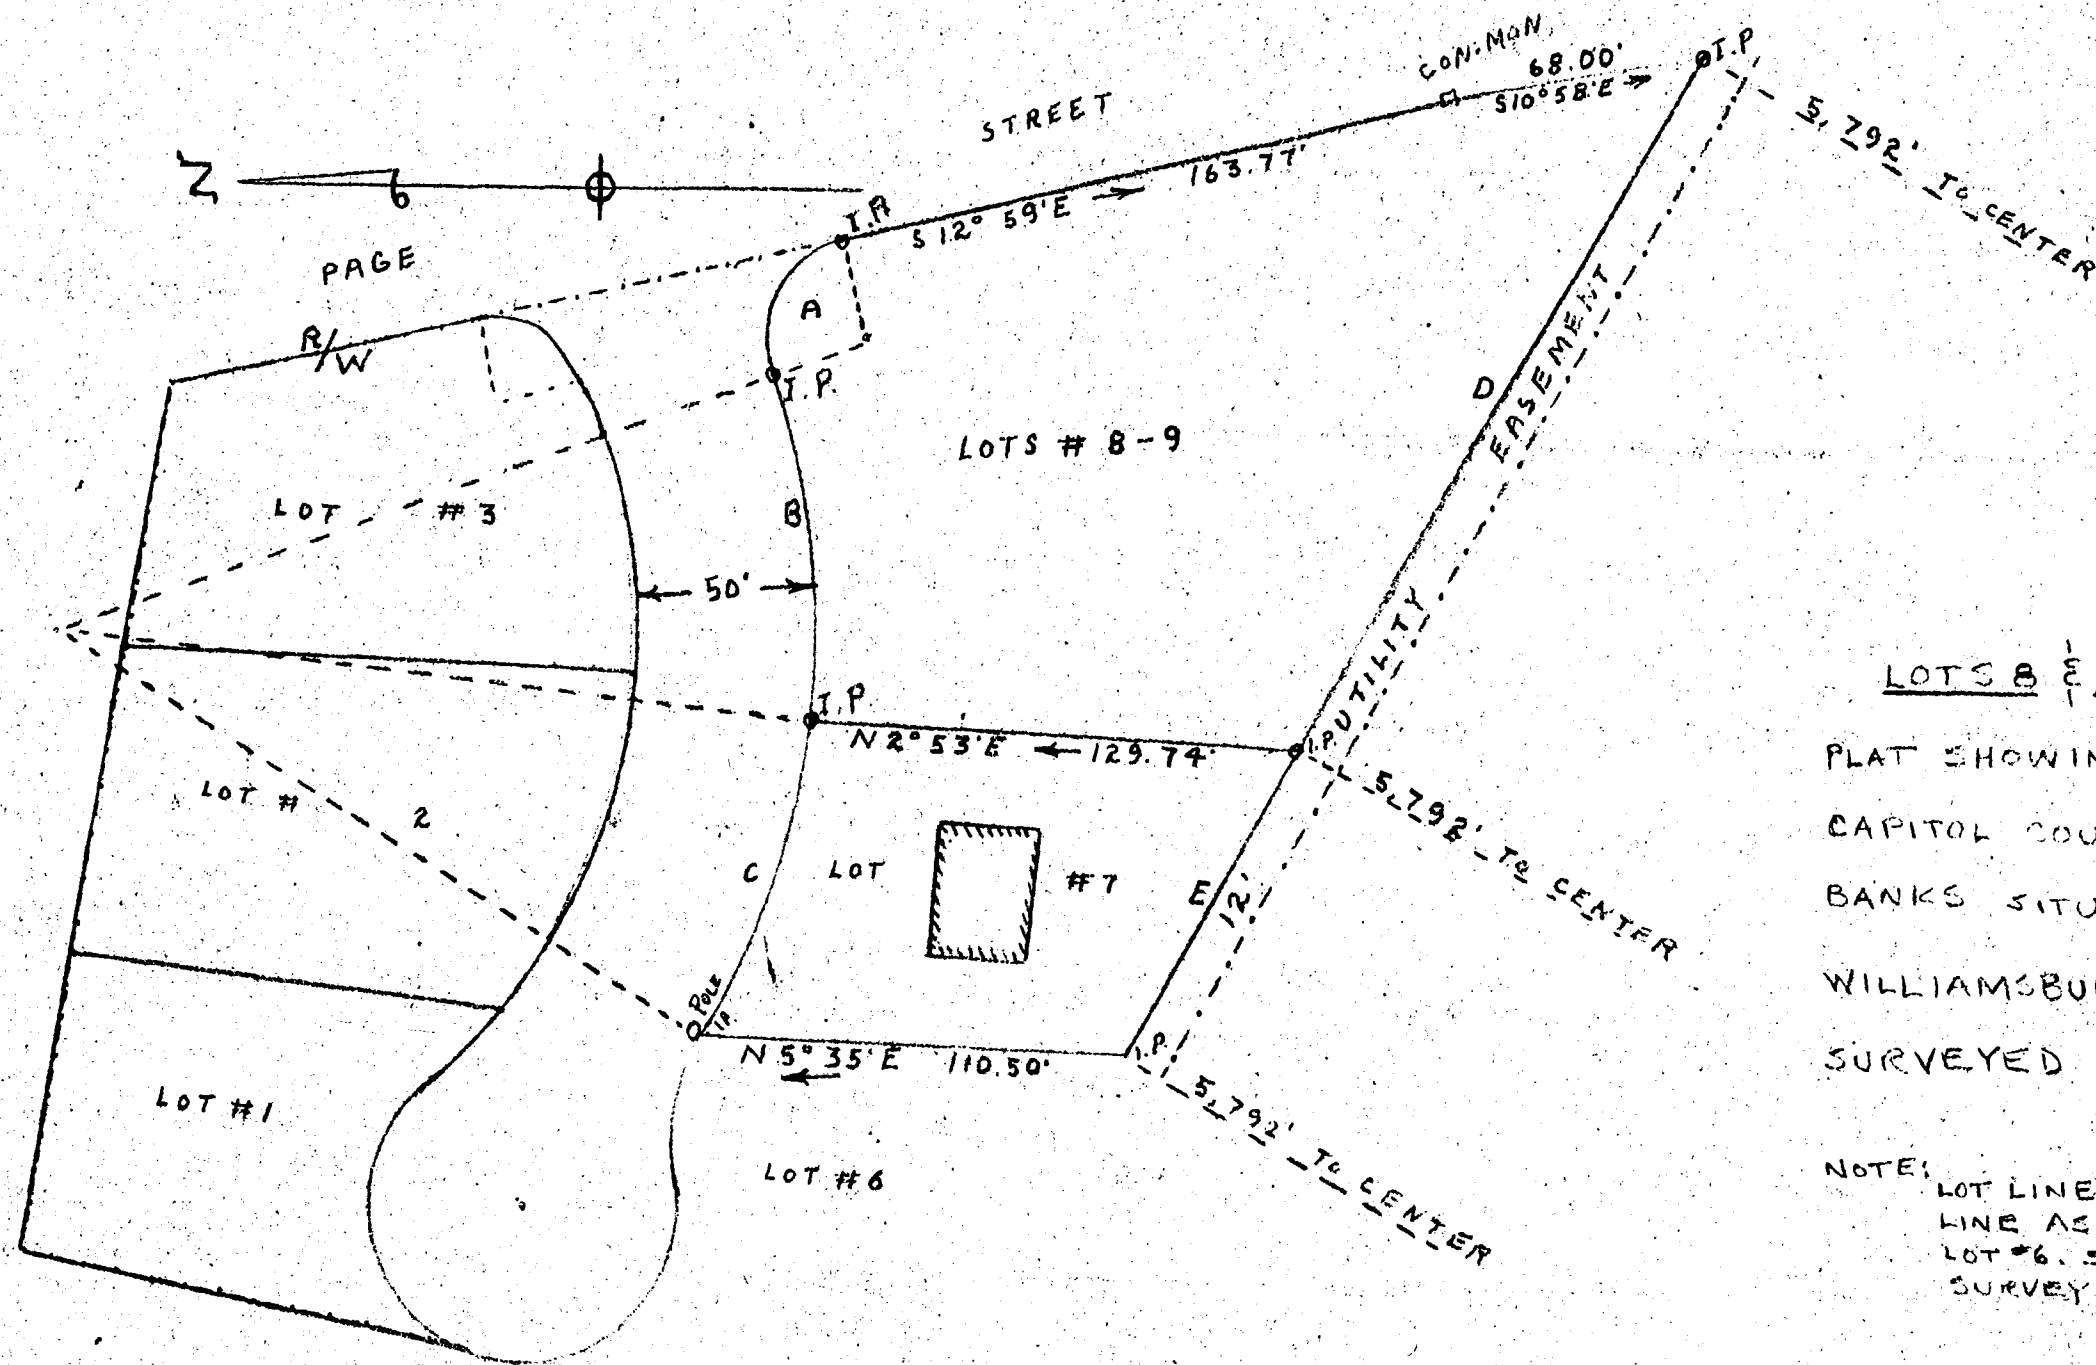 CON. MON.
68.00'
S10°58'E
I.P
5,792' TO CENTER
STREET
163.77'
S 12° 59'E
I.P.
N
PAGE
R/W
A
I.P.
D
UTILITY EASEMENT
LOTS # 8-9
LOT #3
B
50'
I.P.
N 2° 53'E 129.74'
I.P.
5,792' TO CENTER
LOT # 2
C
LOT #7
E
12'
POLE
I.P.
N 5° 35'E 110.50'
I.P.
5,792' TO CENTER
LOT #1
LOT #6
LOTS 8 &
PLAT SHOWIN
CAPITOL COU
BANKS SITU
WILLIAMSBU
SURVEYED
NOTE:
LOT LINE
LINE AS
LOT #6. S
SURVEY